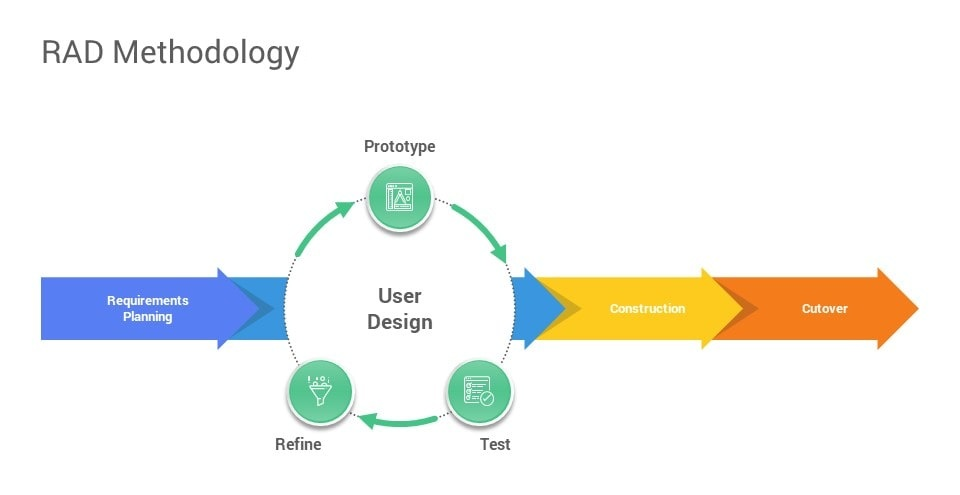 RAD Methodology
Prototype
Requirements
Planning
User
Design
Construction
Cutover
Refine
Test